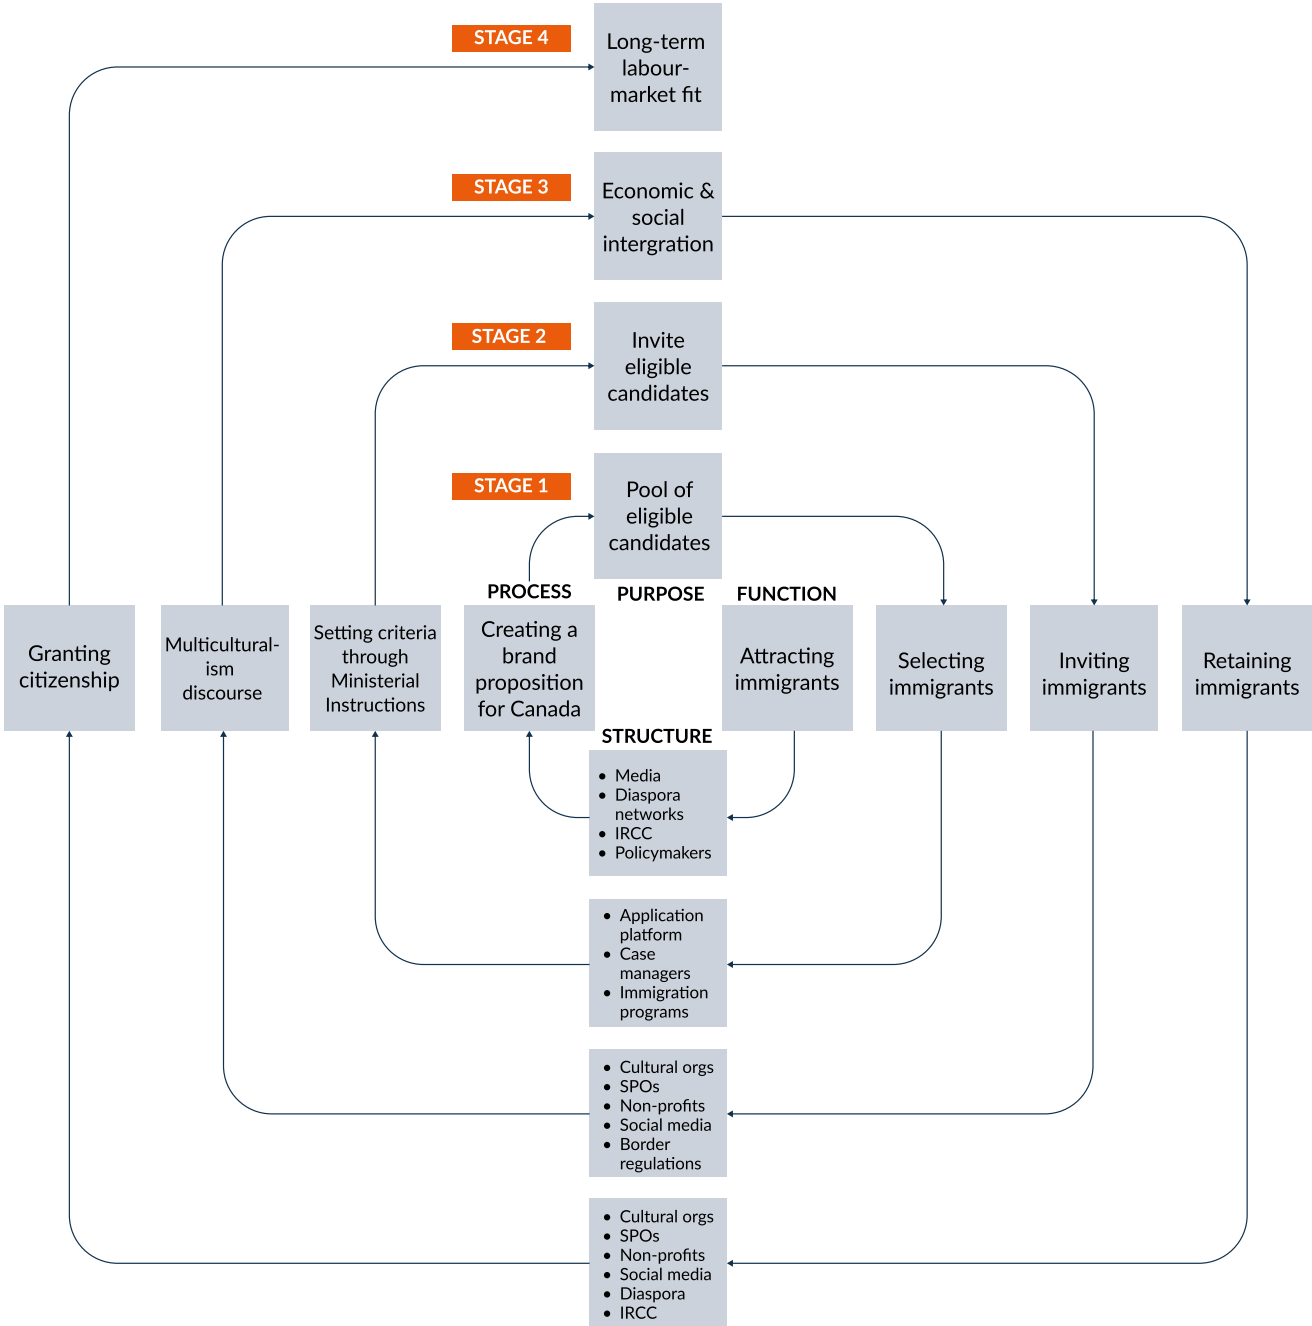 STAGE 4
Long-term
labour-
market fit
STAGE 3
Economic &
social
intergration
STAGE 2
Invite
eligible
candidates
STAGE 1
Pool of
eligible
candidates
PROCESS
PURPOSE
FUNCTION
Granting
citizenship
Multicultural-
ism
discourse
Setting criteria
through
Ministerial
Instructions
Creating a
brand
proposition
for Canada
Attracting
immigrants
Selecting
immigrants
Inviting
immigrants
Retaining
immigrants
STRUCTURE
• Media
• Diaspora
networks
• IRCC
• Policymakers
• Application
platform
• Case
managers
• Immigration
programs
• Cultural orgs
• SPOs
• Non-profits
• Social media
• Border
regulations
• Cultural orgs
• SPOs
• Non-profits
• Social media
• Diaspora
• IRCC